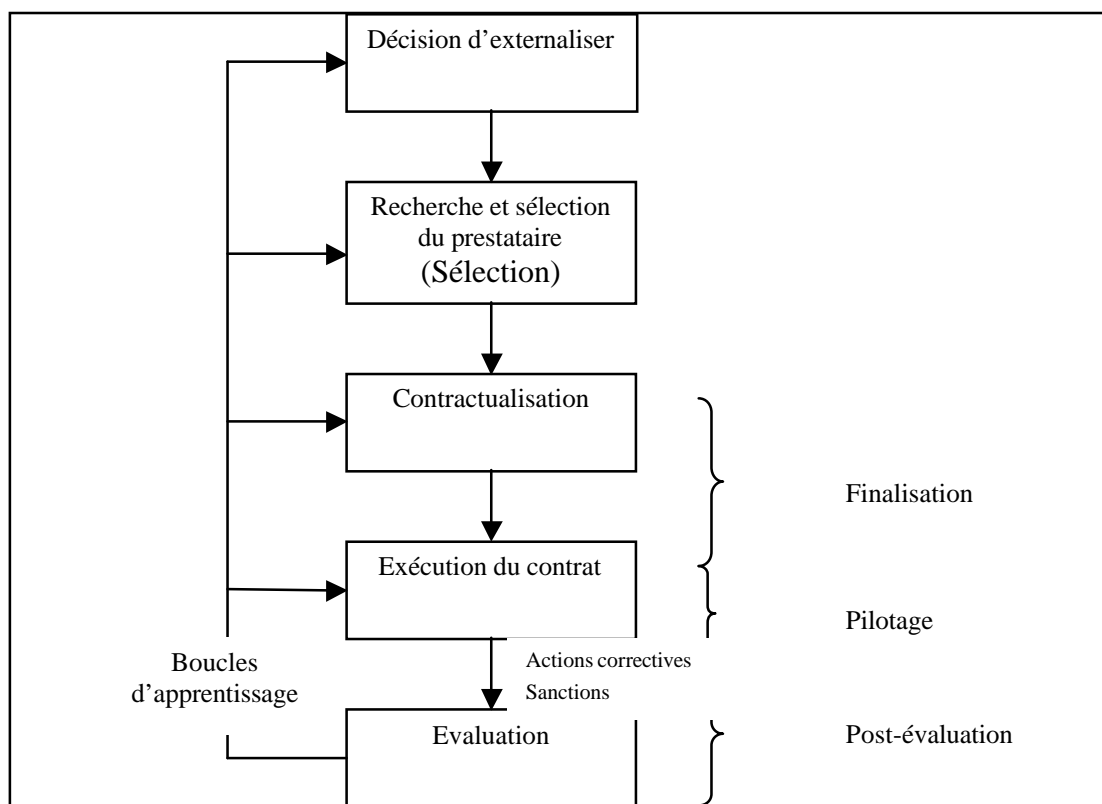 Décision d’externaliser
Recherche et sélection
du prestataire
(Sélection)
Contractualisation
Finalisation
Exécution du contrat
Pilotage
Boucles
d’apprentissage
Actions correctives
Sanctions
Evaluation
Post-évaluation